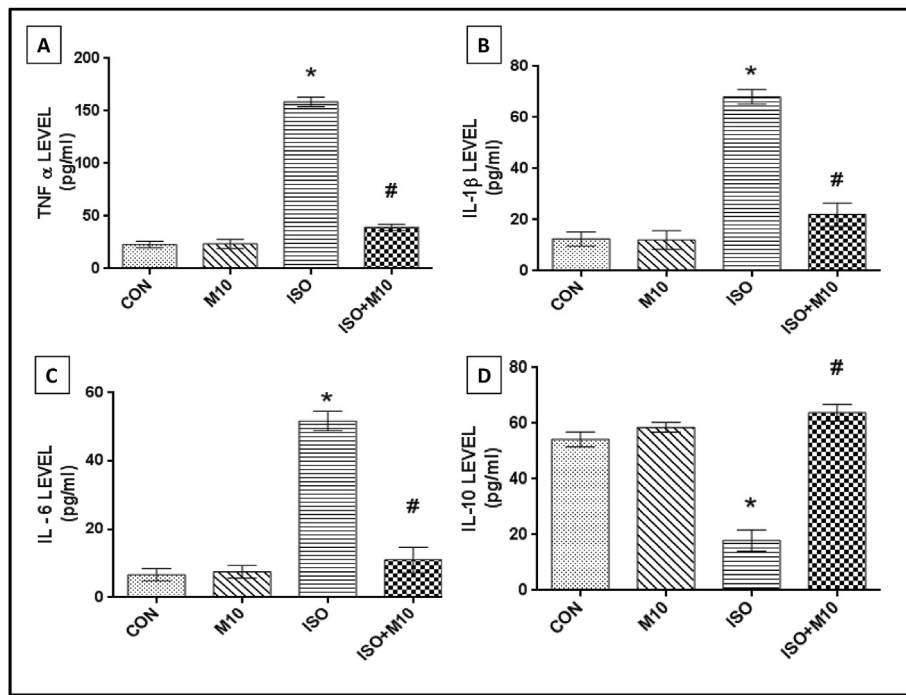 A
TNF α LEVEL
(pg/ml)
200
150
100
50
0
*
#
CON
M10
ISO
ISO+M10
B
IL-1β LEVEL
(pg/ml)
80
60
40
20
0
*
#
CON
M10
ISO
ISO+M10
C
IL - 6 LEVEL
(pg/ml)
60
40
20
0
*
#
CON
M10
ISO
ISO+M10
D
IL-10 LEVEL
(pg/ml)
80
60
40
20
0
*
#
CON
M10
ISO
ISO+M10